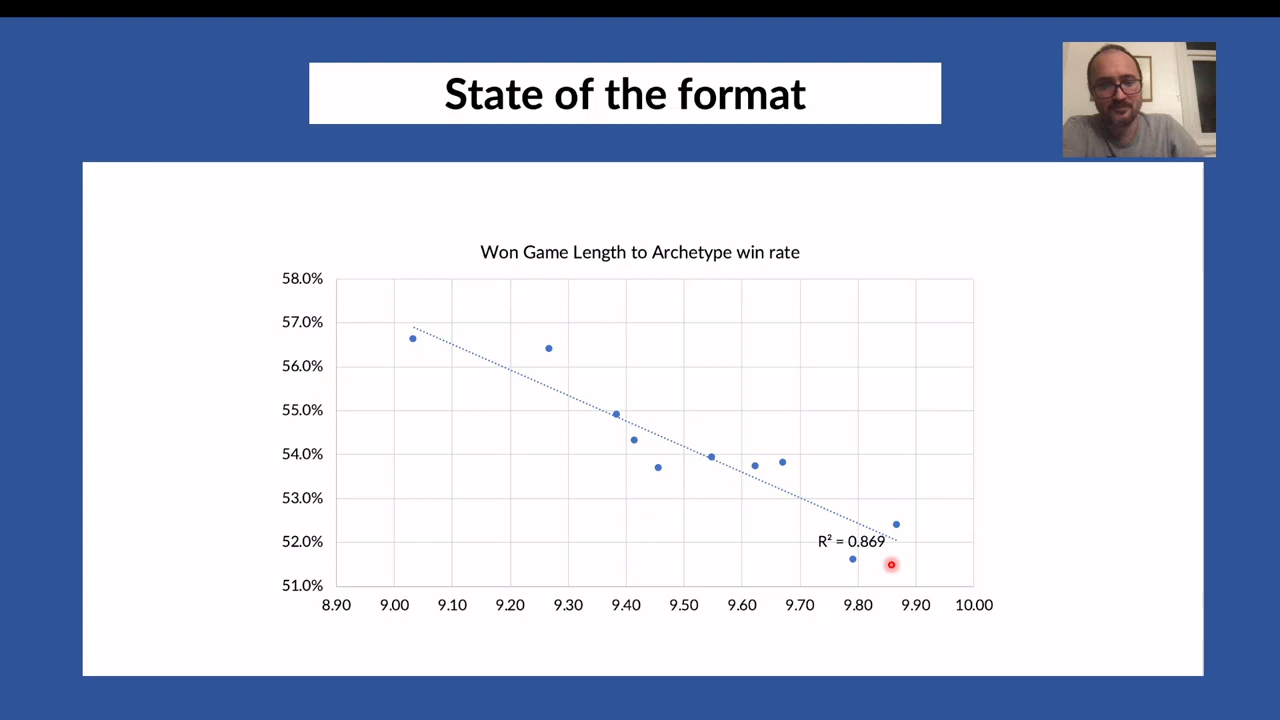 State of the format
Won Game Length to Archetype win rate
58.0%
57.0%
56.0%
55.0%
54.0%
53.0%
52.0%
51.0%
R² = 0.869
8.90 9.00 9.10 9.20 9.30 9.40 9.50 9.60 9.70 9.80 9.90 10.00